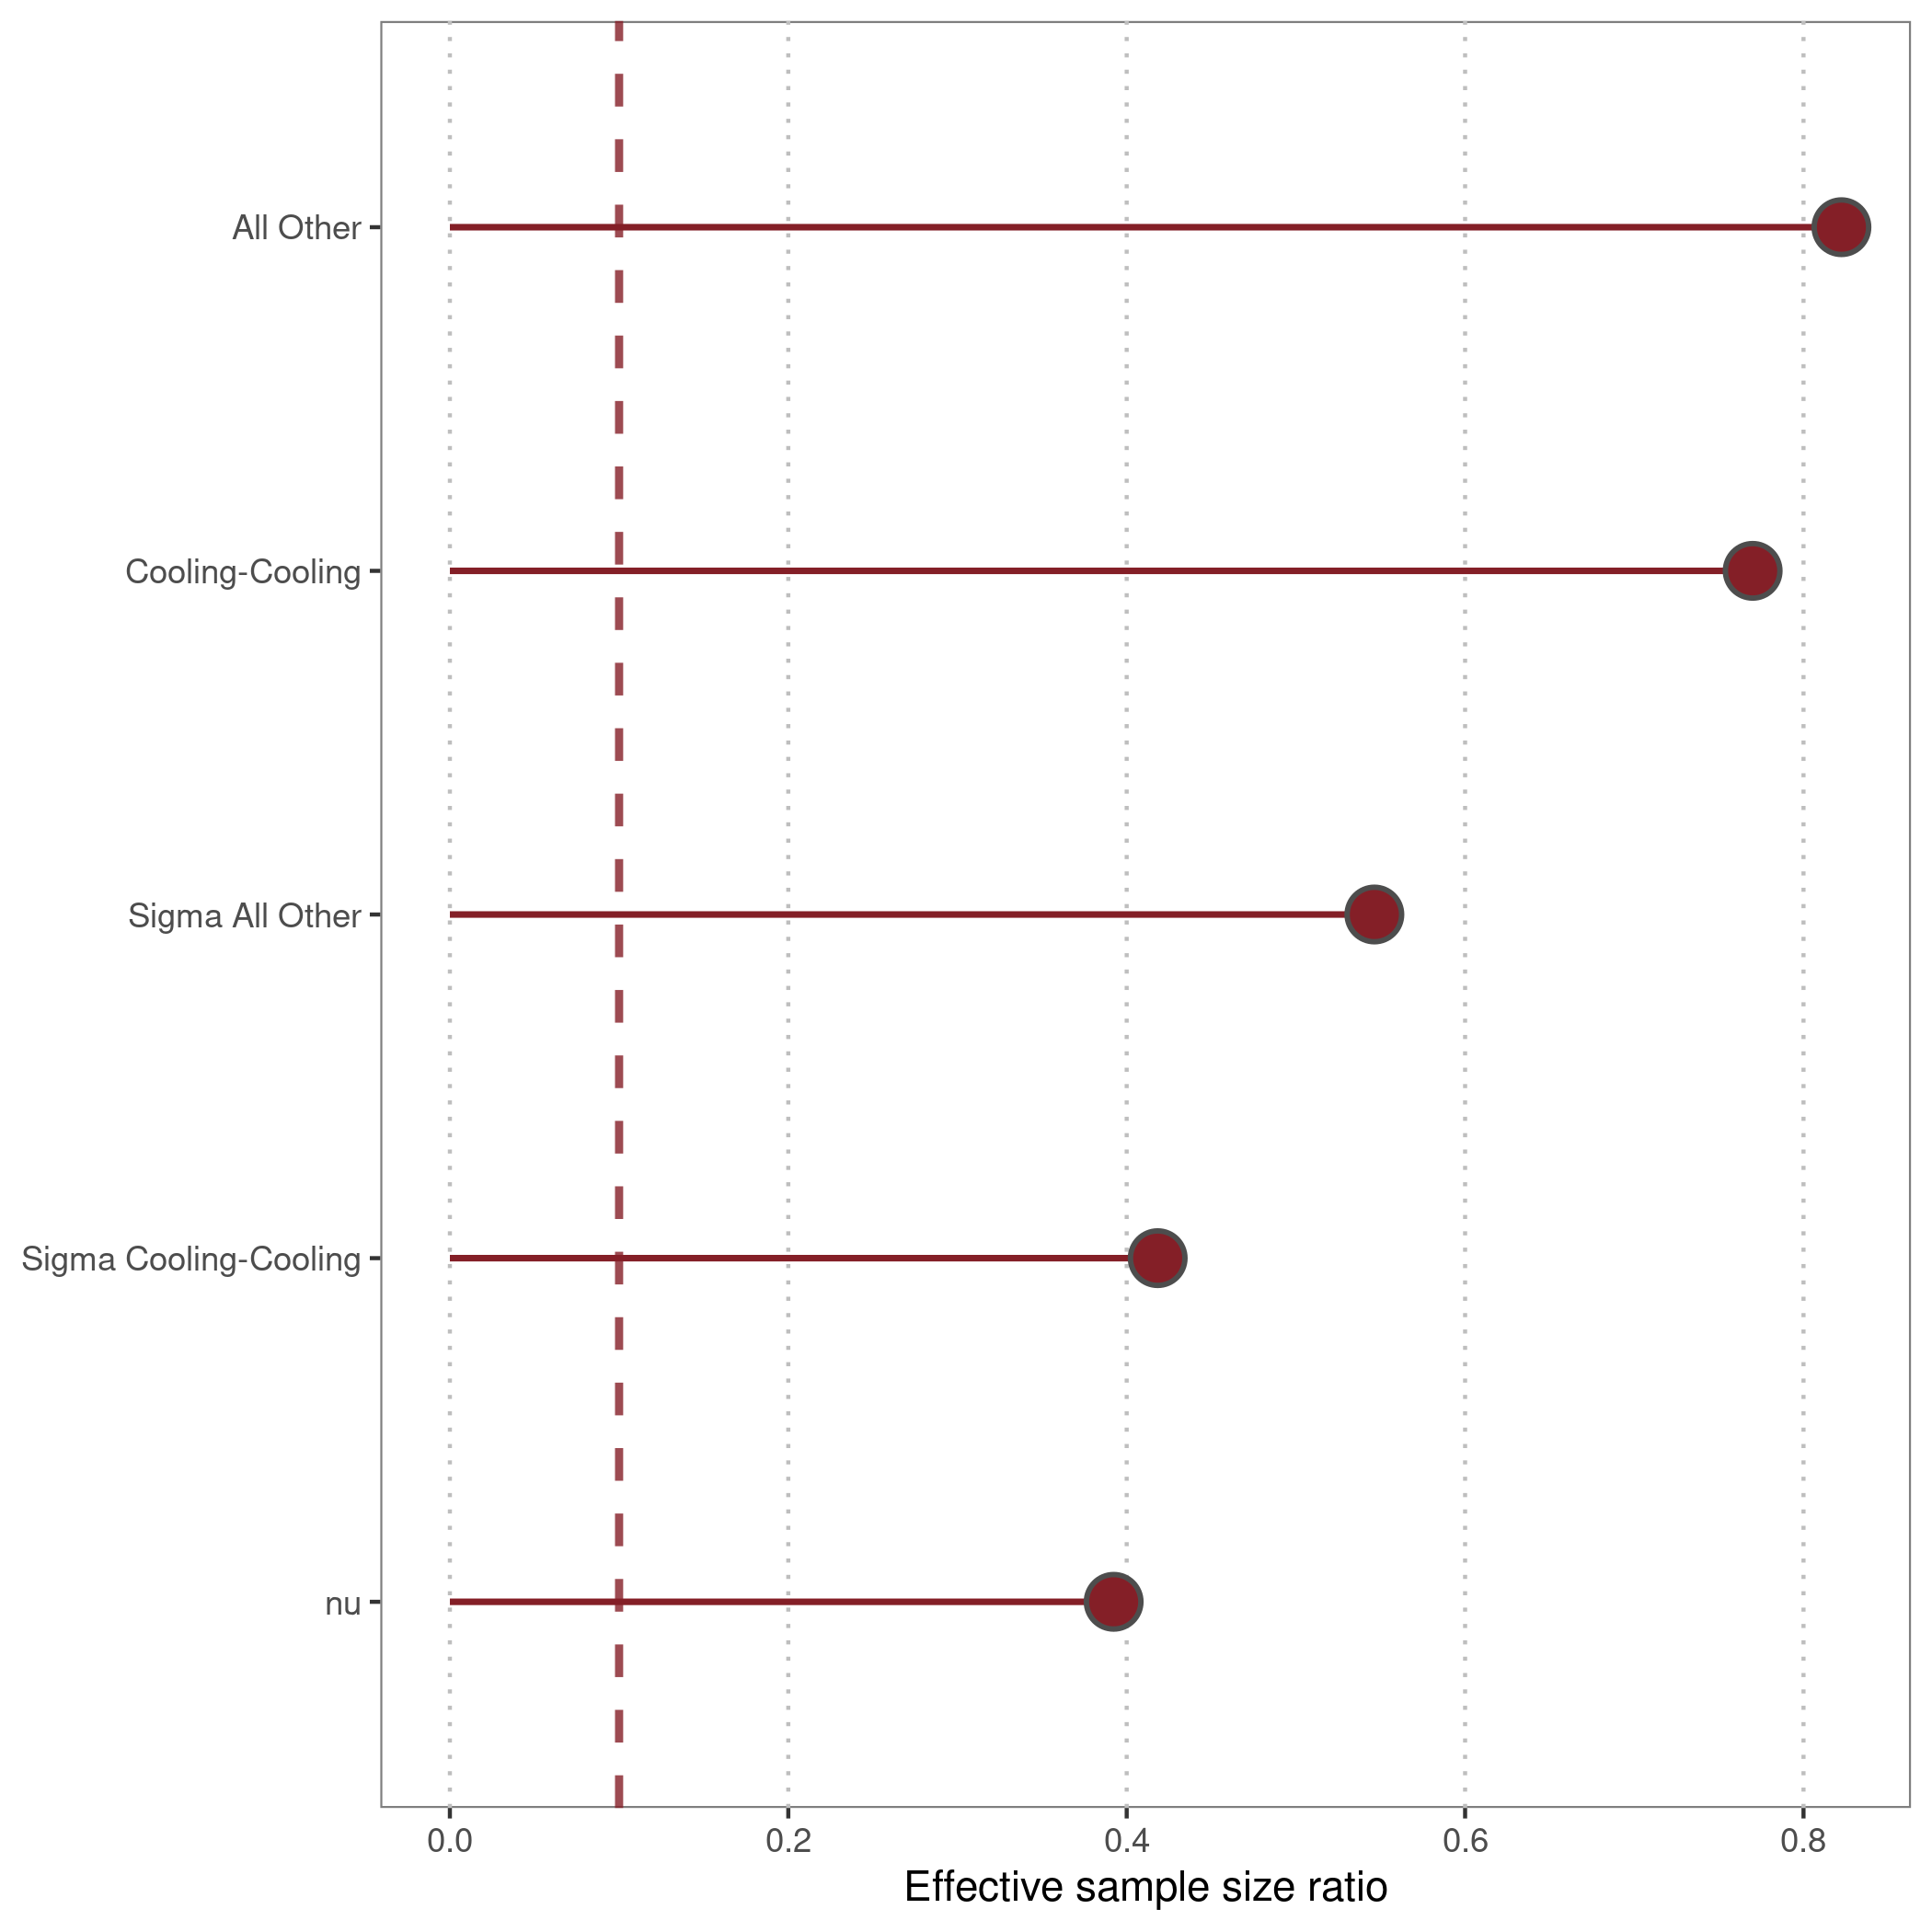 All Other
Cooling-Cooling
Sigma All Other
Sigma Cooling-Cooling
nu
0.0 0.2 0.4 0.6 0.8
Effective sample size ratio